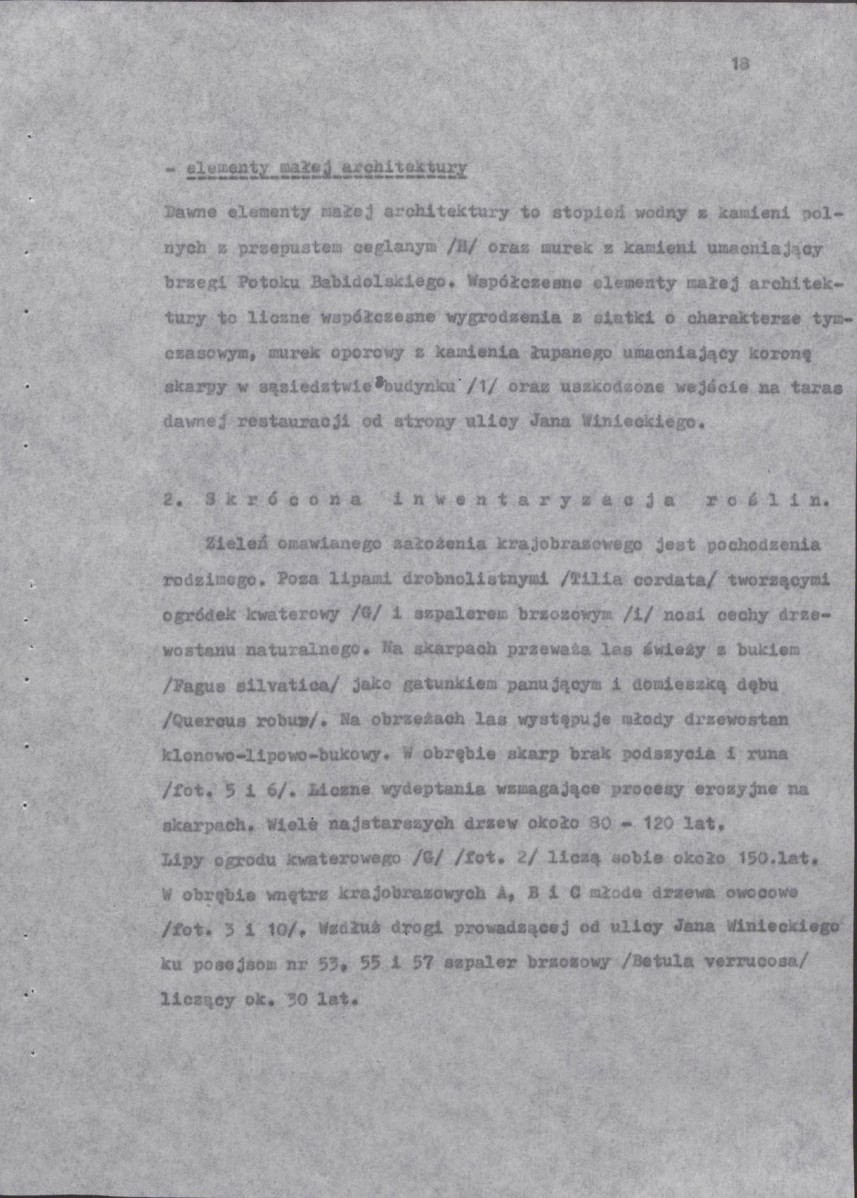 18
- elementy małej architektury
Dawne elementy małej architektury to stopień wodny z kamieni pol-
nych z przepustem ceglanym /H/ oraz murek z kamieni umacniający
brzegi Potoku Babidolskiego. Współczesne elementy małej architek-
tury to liczne współczesne wygrodzenia z siatki o charakterze tym-
czasowym, murek oporowy z kamienia łupanego umacniający koronę
skarpy w sąsiedztwie budynku /1/ oraz uszkodzone wejście na taras
dawnej restauracji od strony ulicy Jana Winieckiego.
2. S k r ó c o n a i n w e n t a r y z a c j a r o ś l i n.
Zieleń omawianego założenia krajobrazowego jest pochodzenia
rodzimego. Poza lipami drobnolistnymi /Tilia cordata/ tworzącymi
ogródek kwaterowy /G/ i szpalerem brzozowym /i/ nosi cechy drze-
wostanu naturalnego. Na skarpach przeważa las świeży z bukiem
/Fagus silvatica/ jako gatunkiem panującym i domieszką dębu
/Quercus robur/. Na obrzeżach las występuje młody drzewostan
klonowo-lipowo-bukowy. W obrębie skarp brak podszycia i runa
/fot. 5 i 6/. Liczne wydeptania wzmagające procesy erozyjne na
skarpach. Wiele najstarszych drzew około 80 - 120 lat.
Lipy ogrodu kwaterowego /G/ /fot. 2/ liczą sobie około 150.lat.
W obrębie wnętrz krajobrazowych A, B i C młode drzewa owocowe
/fot. 3 i 10/, Wzdłuż drogi prowadzącej od ulicy Jana Winieckiego
ku posejsom nr 53, 55 i 57 szpaler brzozowy /Betula verrucosa/
liczący ok. 30 lat.